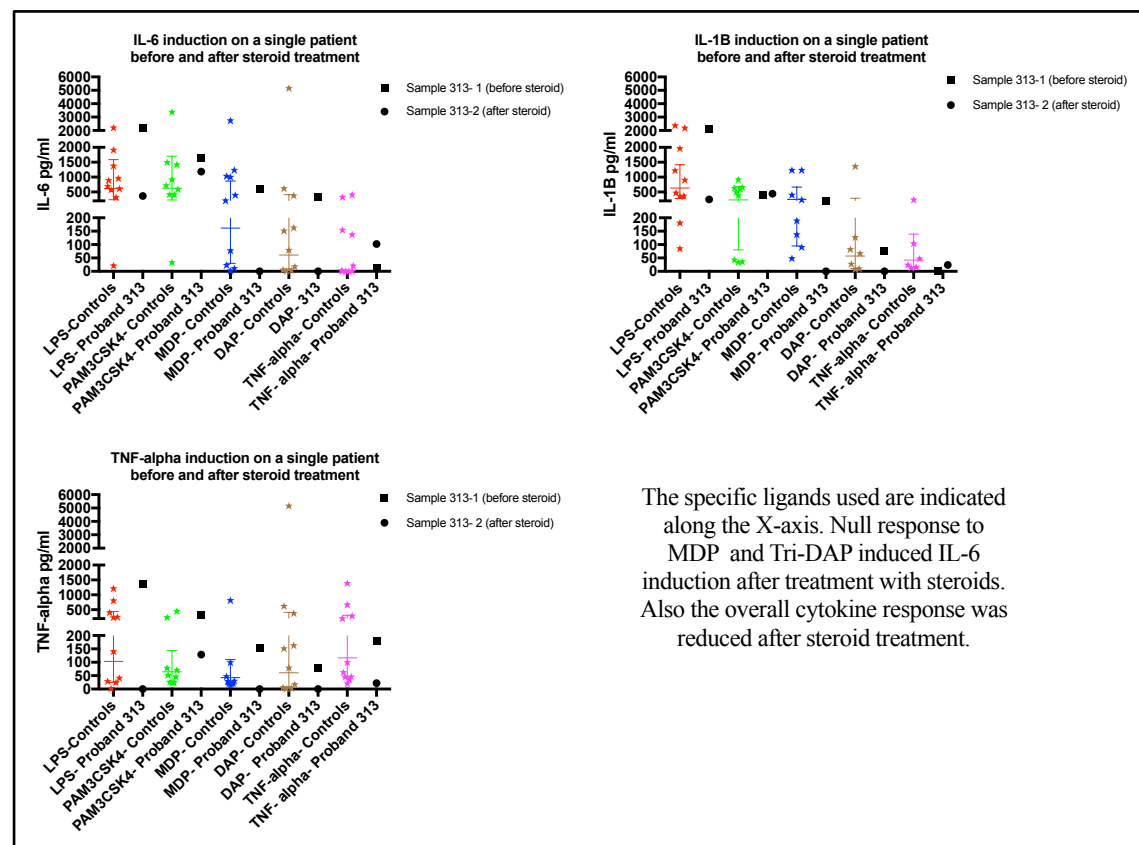 IL-6 induction on a single patient
before and after steroid treatment
Sample 313- 1 (before steroid)
Sample 313- 2 (after steroid)
IL-6 pg/ml
6000
5000
4000
3000
2000
2000
1500
1000
500
200
150
100
50
0
LPS-Controls
LPS- Proband 313
PAM3CSK4- Controls
PAM3CSK4- Proband 313
MDP- Controls
MDP- Proband 313
DAP- Controls
DAP- 313
TNF-alpha- Controls
TNF- alpha- Proband 313
IL-1B induction on a single patient
before and after steroid treatment
Sample 313-1 (before steroid)
Sample 313- 2 (after steroid)
IL-1B pg/ml
6000
5000
4000
3000
2000
2000
1500
1000
500
200
150
100
50
0
LPS-Controls
LPS- Proband 313
PAM3CSK4- Controls
PAM3CSK4- Proband 313
MDP- Controls
MDP- Proband 313
DAP- Controls
DAP- Proband 313
TNF-alpha- Controls
TNF- alpha- Proband 313
TNF-alpha induction on a single patient
before and after steroid treatment
Sample 313-1 (before steroid)
Sample 313- 2 (after steroid)
TNF-alpha pg/ml
6000
5000
4000
3000
2000
2000
1500
1000
500
200
150
100
50
0
LPS-Controls
LPS- Proband 313
PAM3CSK4- Controls
PAM3CSK4- Proband 313
MDP- Controls
MDP- Proband 313
DAP- Controls
DAP- Proband 313
TNF-alpha- Controls
TNF- alpha- Proband 313
The specific ligands used are indicated
along the X-axis. Null response to
MDP and Tri-DAP induced IL-6
induction after treatment with steroids.
Also the overall cytokine response was
reduced after steroid treatment.